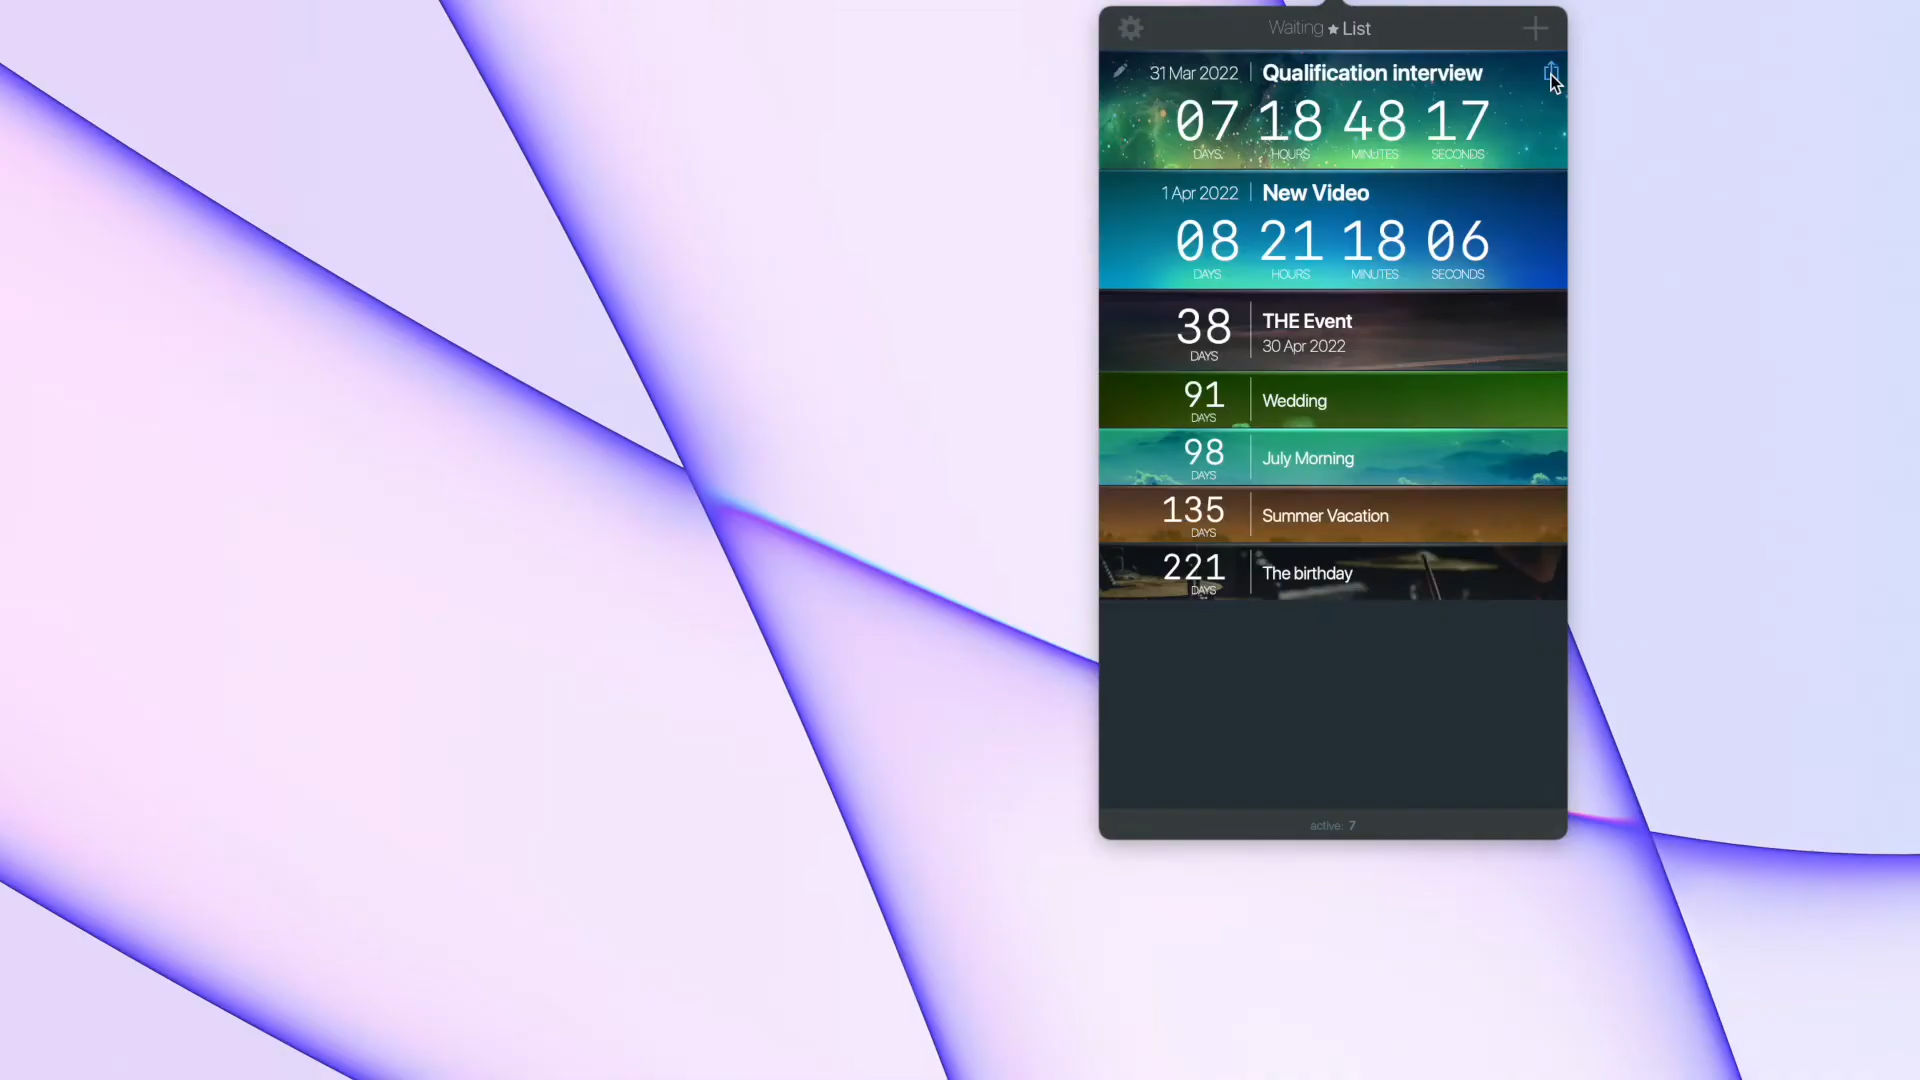 Waiting ★ List
31 Mar 2022 | Qualification interview
07 18 48 17
DAYS HOURS MINUTES SECONDS
1 Apr 2022 | New Video
08 21 18 06
DAYS HOURS MINUTES SECONDS
38 THE Event
DAYS 30 Apr 2022
91 Wedding
DAYS
98 July Morning
DAYS
135 Summer Vacation
DAYS
221 The birthday
DAYS
active: 7